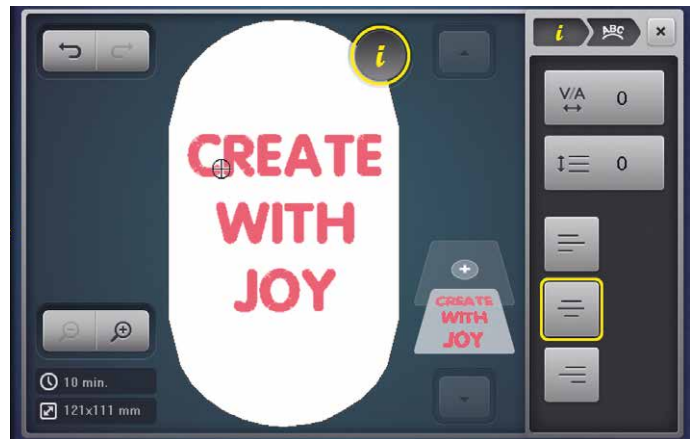 i
i ABC ×
V/A 0
0
CREATE
WITH
JOY
CREATE
WITH
JOY
10 min.
121x111 mm